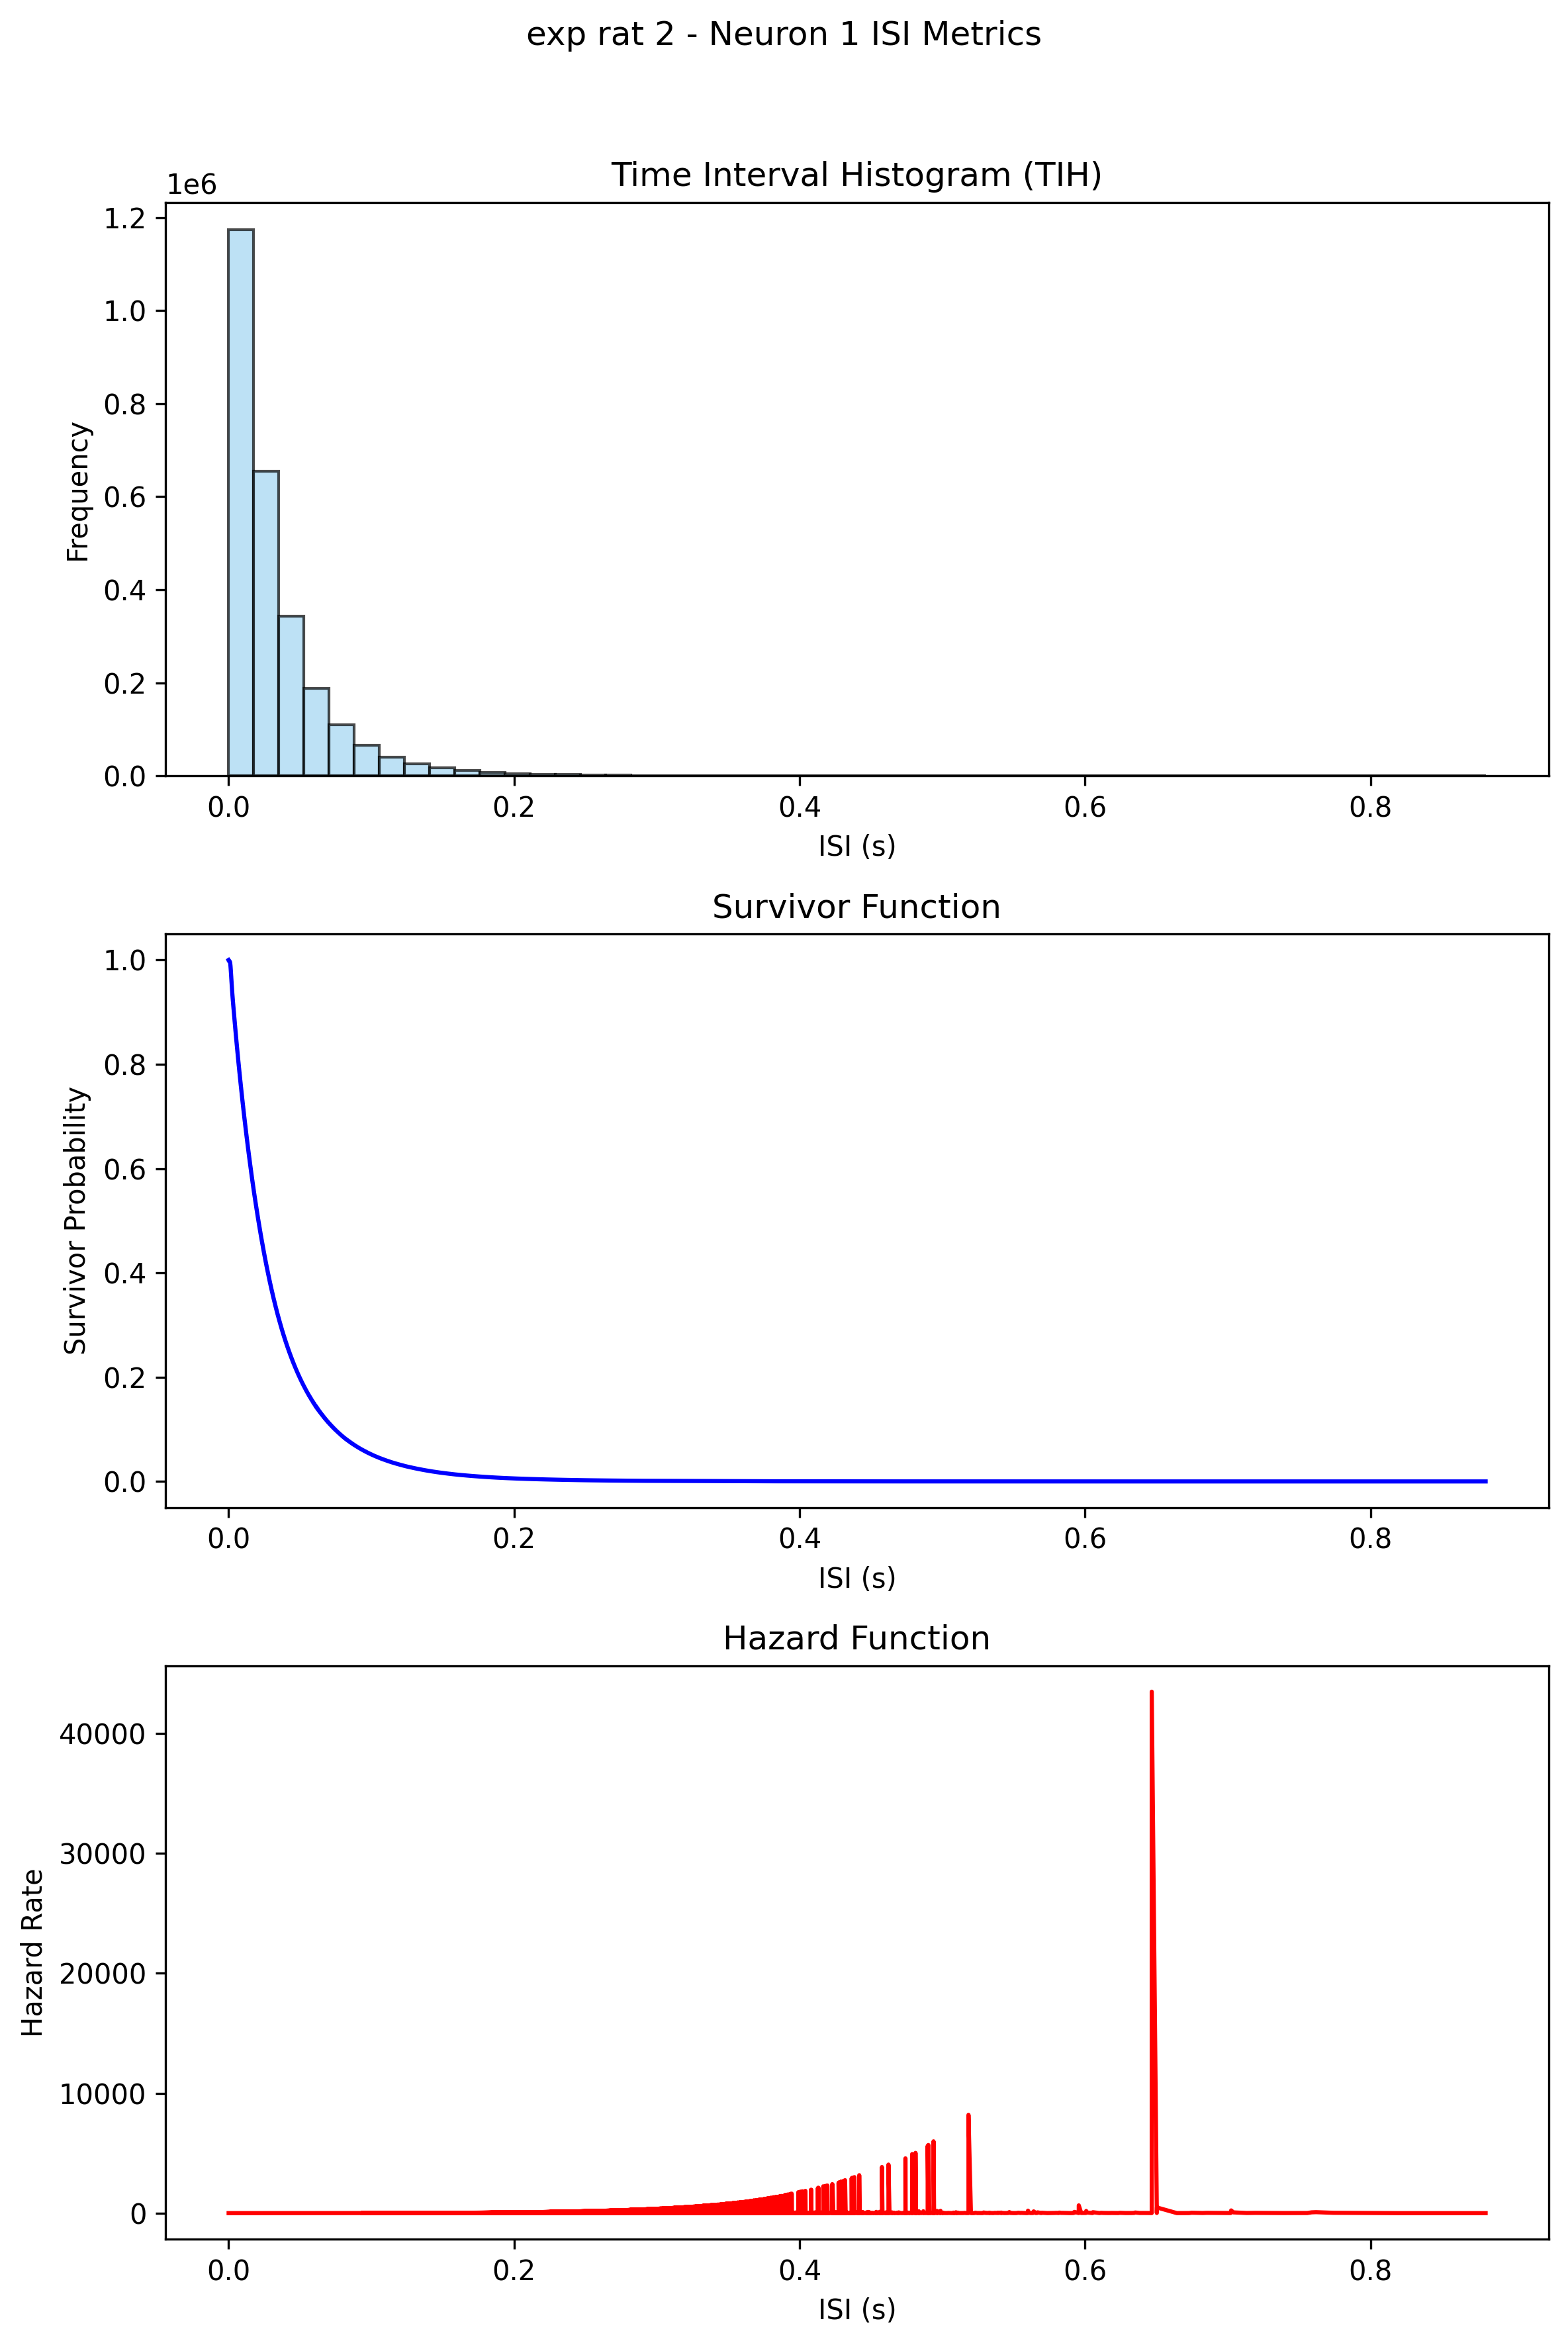 exp rat 2 - Neuron 1 ISI Metrics
Time Interval Histogram (TIH)
1e6
1.2
1.0
0.8
0.6
0.4
0.2
0.0
Frequency
0.0 0.2 0.4 0.6 0.8
ISI (s)
Survivor Function
1.0
0.8
0.6
0.4
0.2
0.0
Survivor Probability
0.0 0.2 0.4 0.6 0.8
ISI (s)
Hazard Function
40000
30000
20000
10000
0
Hazard Rate
0.0 0.2 0.4 0.6 0.8
ISI (s)